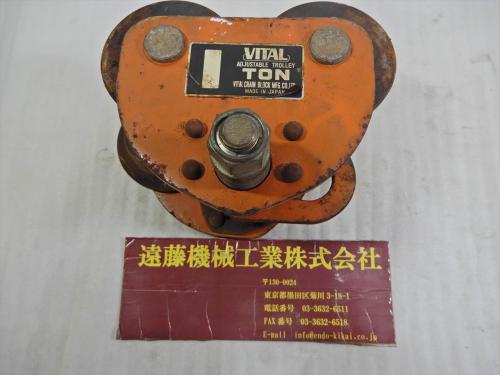 VITAL
ADJUSTABLE TROLLEY
TON
VITAL CHAIN BLOCK MFG. CO., LTD.
MADE IN JAPAN
遠藤機械工業株式会社
〒130-0024
東京都墨田区菊川3-18-1
電話番号 03-3632-6511
FAX番号 03-3632-6518
E-mail info@endo-kikai.co.jp